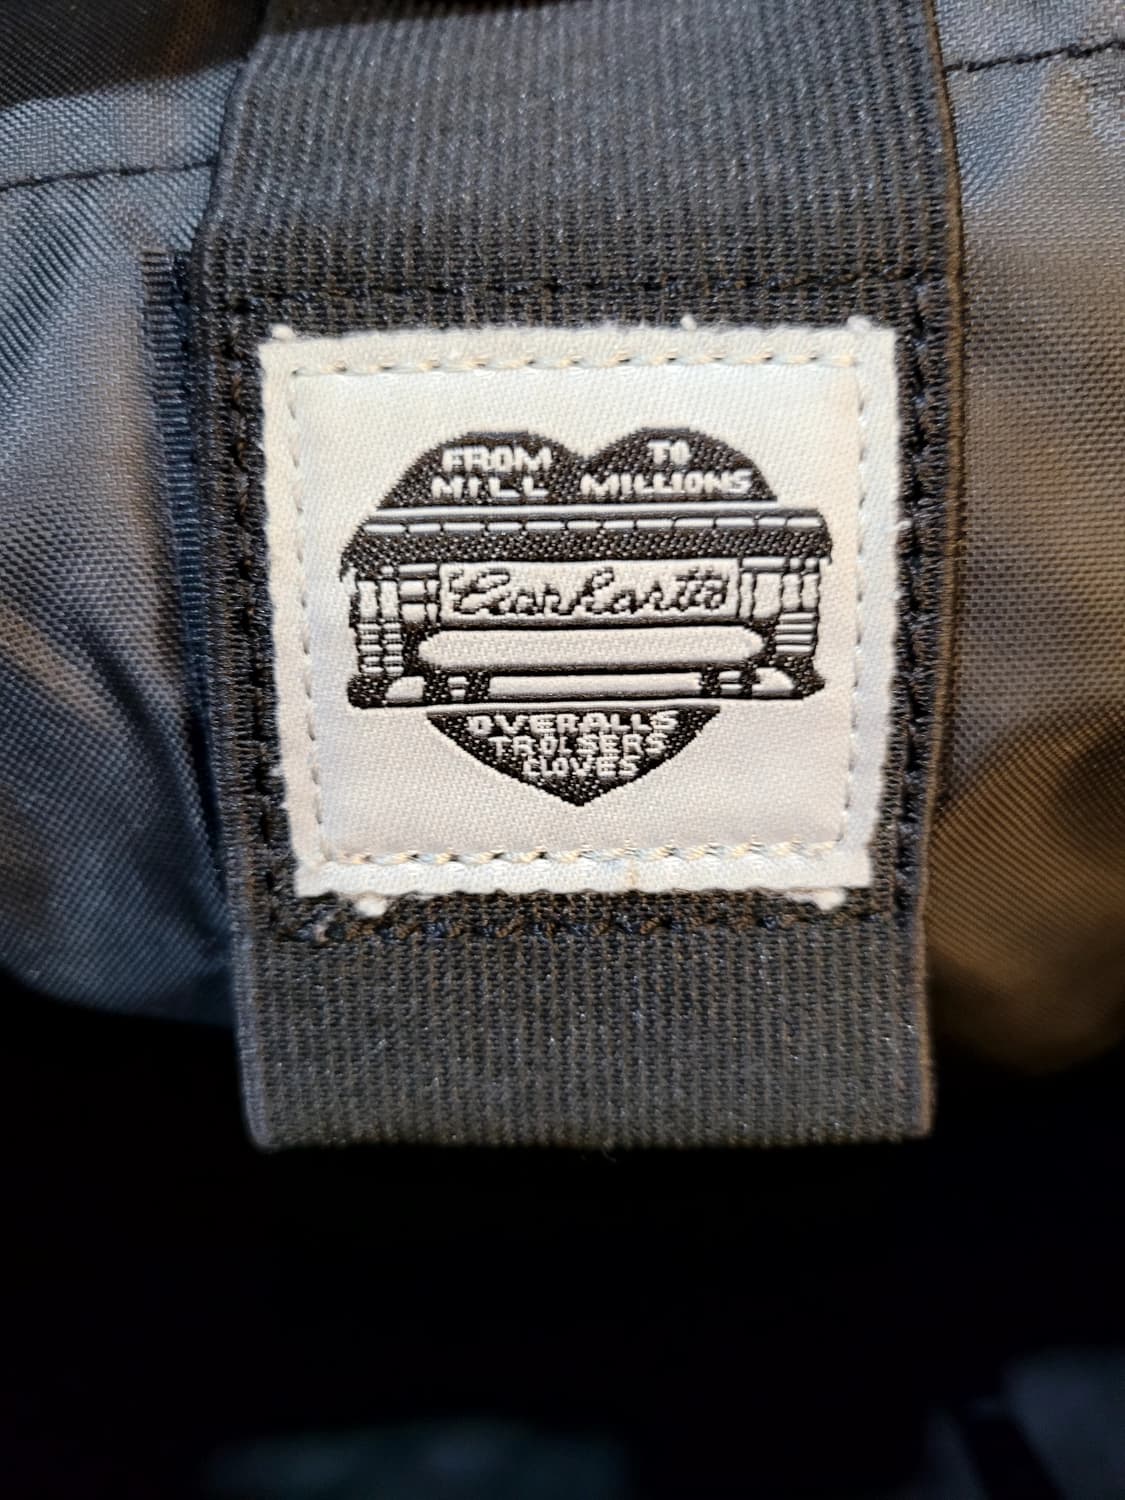 FROM TO
MILL MILLIONS
Carhartt's
OVERALLS
TROUSERS
GLOVES